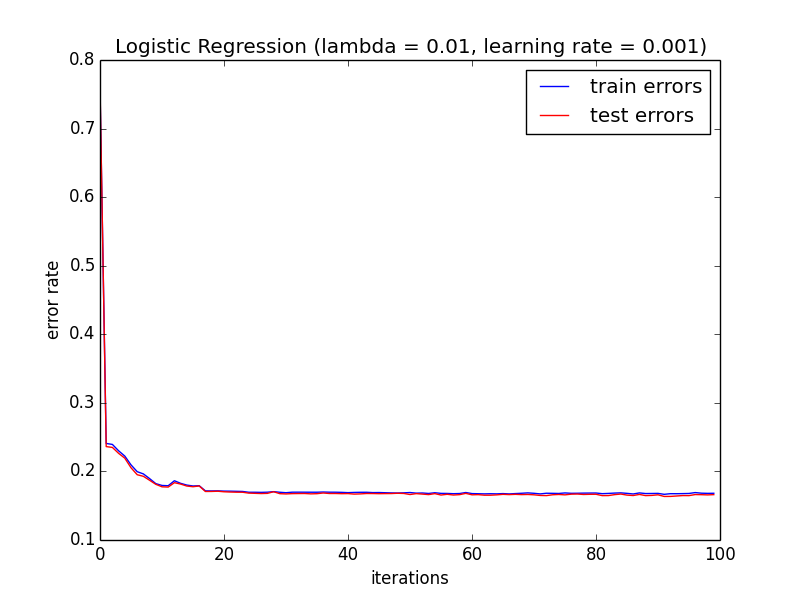 Logistic Regression (lambda = 0.01, learning rate = 0.001)
0.8
0.7
0.6
0.5
0.4
0.3
0.2
0.1
error rate
train errors
test errors
0 20 40 60 80 100
iterations